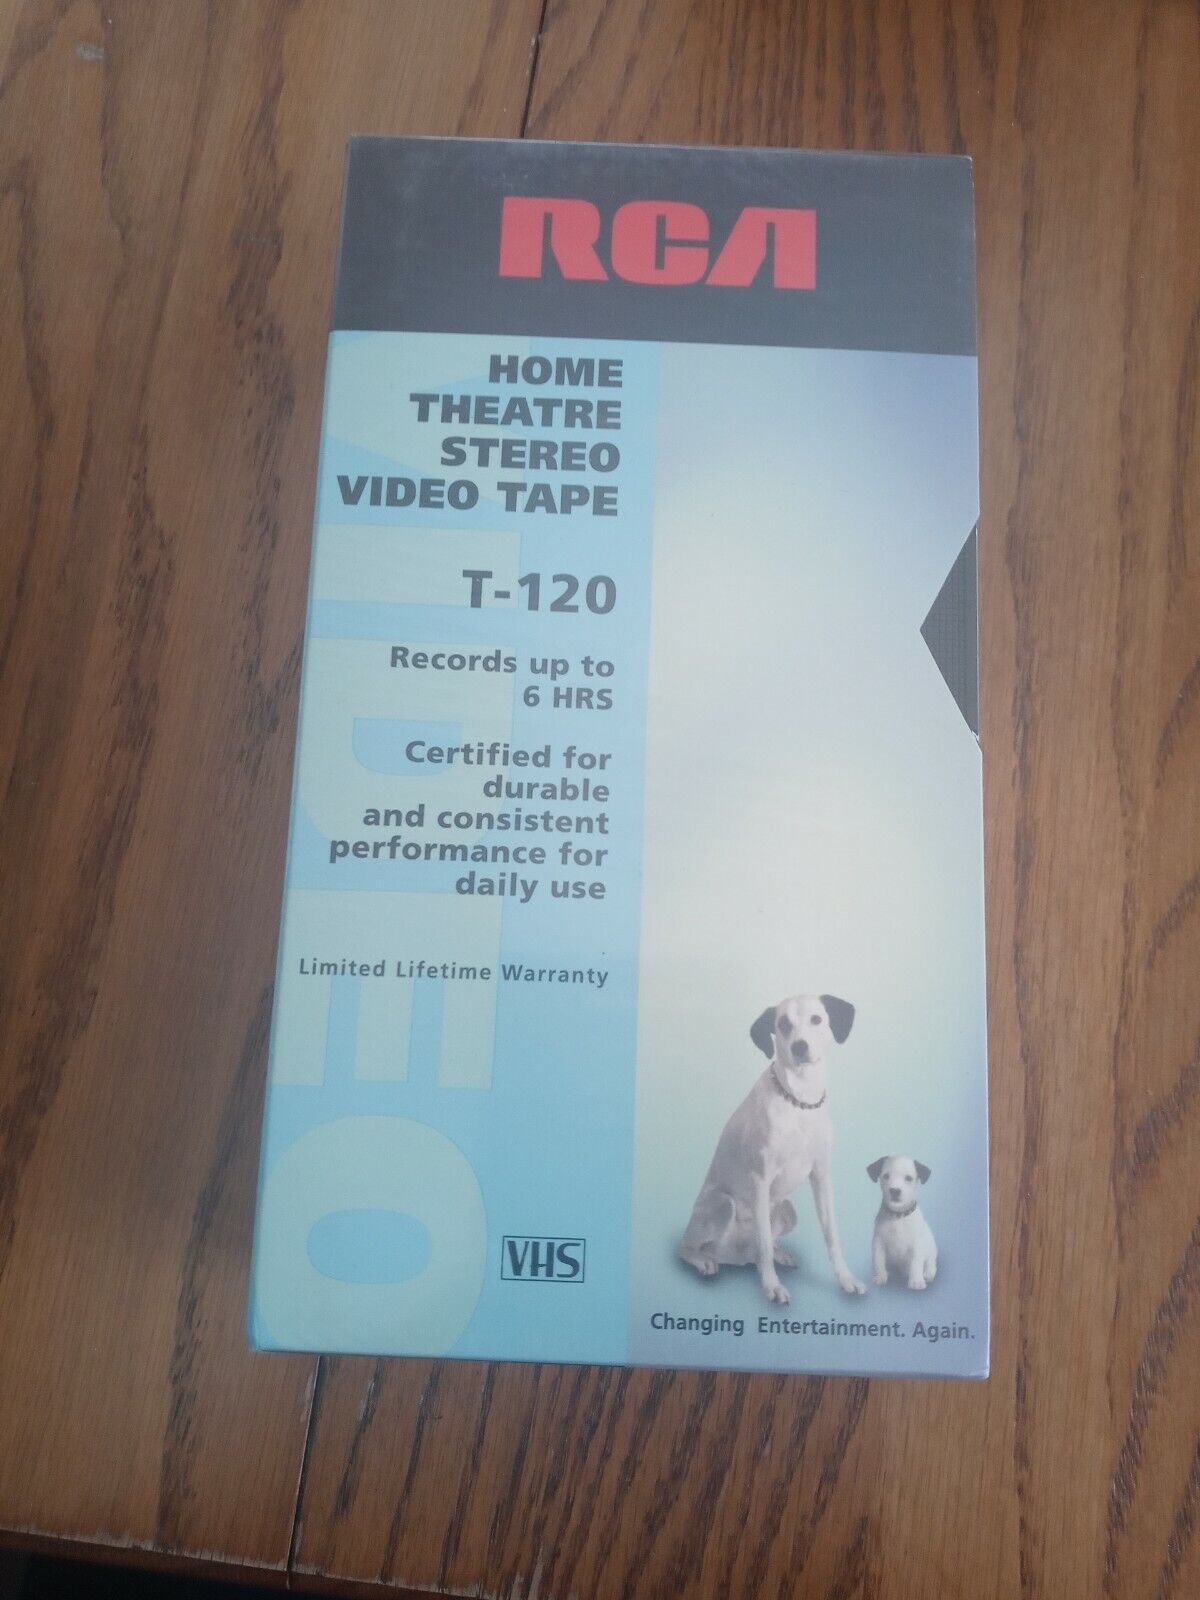 RCA
HOME
THEATRE
STEREO
VIDEO TAPE
T-120
Records up to
6 HRS
Certified for
durable
and consistent
performance for
daily use
Limited Lifetime Warranty
VHS
Changing Entertainment. Again.